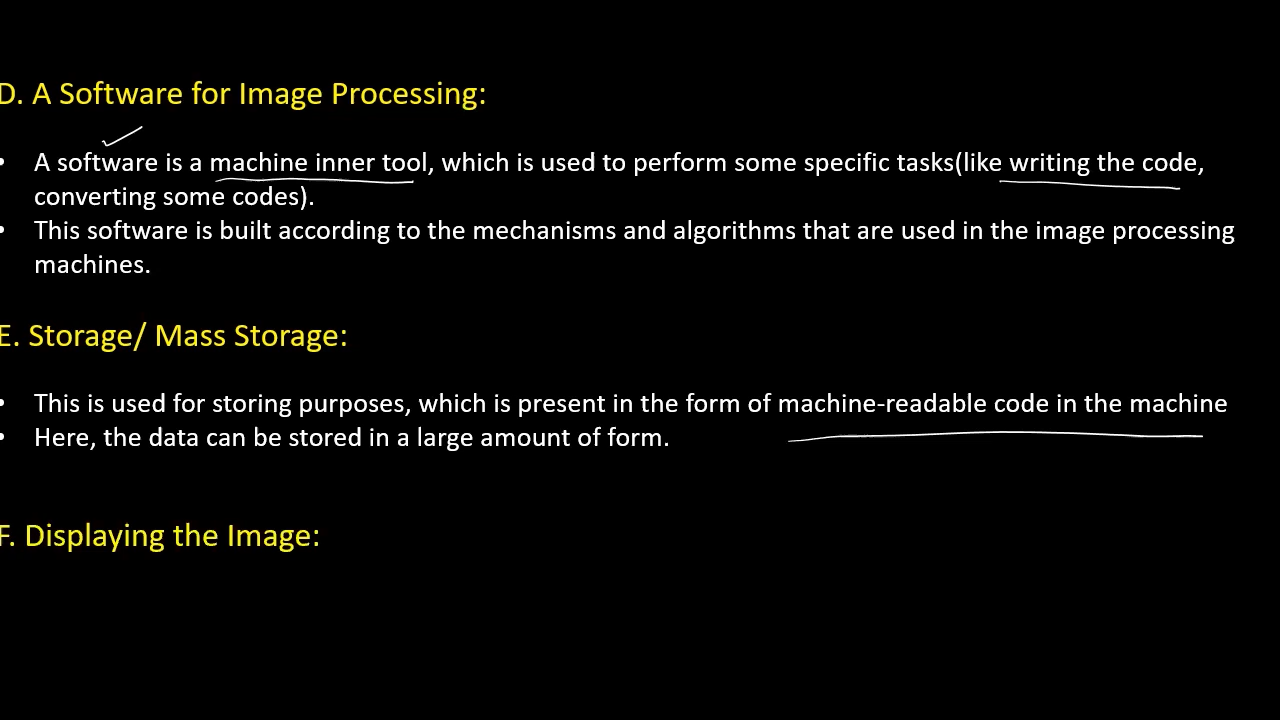 D. A Software for Image Processing:
• A software is a machine inner tool, which is used to perform some specific tasks(like writing the code,
converting some codes).
• This software is built according to the mechanisms and algorithms that are used in the image processing
machines.
E. Storage/ Mass Storage:
• This is used for storing purposes, which is present in the form of machine-readable code in the machine
• Here, the data can be stored in a large amount of form.
F. Displaying the Image: